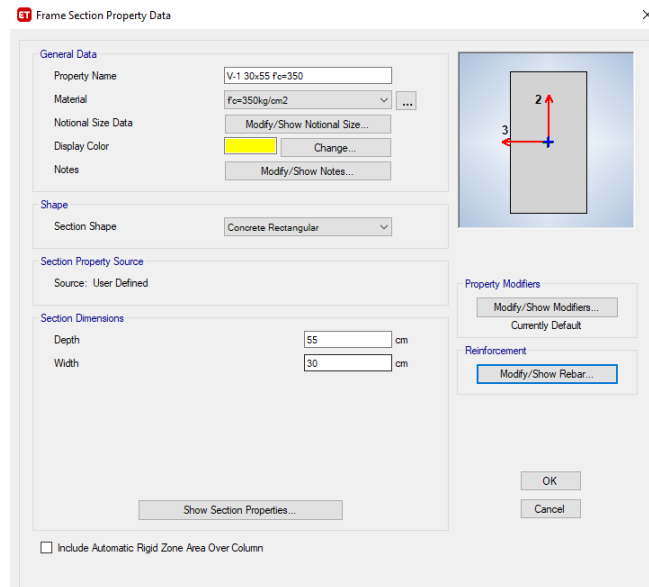 ET Frame Section Property Data
General Data
Property Name V-1 30x55 f'c=350
Material f'c=350kg/cm2 ...
Notional Size Data Modify/Show Notional Size...
Display Color Change...
Notes Modify/Show Notes...
Shape
Section Shape Concrete Rectangular
Section Property Source
Source: User Defined
Section Dimensions
Depth 55 cm
Width 30 cm
Show Section Properties...
Include Automatic Rigid Zone Area Over Column
2
3
Property Modifiers
Modify/Show Modifiers...
Currently Default
Reinforcement
Modify/Show Rebar...
OK
Cancel